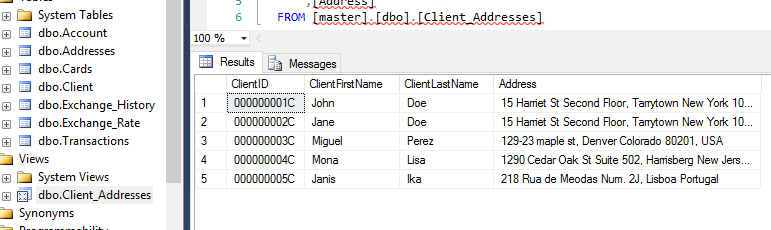 System Tables
dbo.Account
dbo.Addresses
dbo.Cards
dbo.Client
dbo.Exchange_History
dbo.Exchange_Rate
dbo.Transactions
Views
System Views
dbo.Client_Addresses
Synonyms
5 ,[Address]
6 FROM [master].[dbo].[Client_Addresses]
100 %
Results Messages
ClientID ClientFirstName ClientLastName Address
1 000000001C John Doe 15 Harriet St Second Floor, Tarrytown New York 10...
2 000000002C Jane Doe 15 Harriet St Second Floor, Tarrytown New York 10...
3 000000003C Miguel Perez 129-23 maple st, Denver Colorado 80201, USA
4 000000004C Mona Lisa 1290 Cedar Oak St Suite 502, Harrisberg New Jers...
5 000000005C Janis Ika 218 Rua de Meodas Num. 2J, Lisboa Portugal